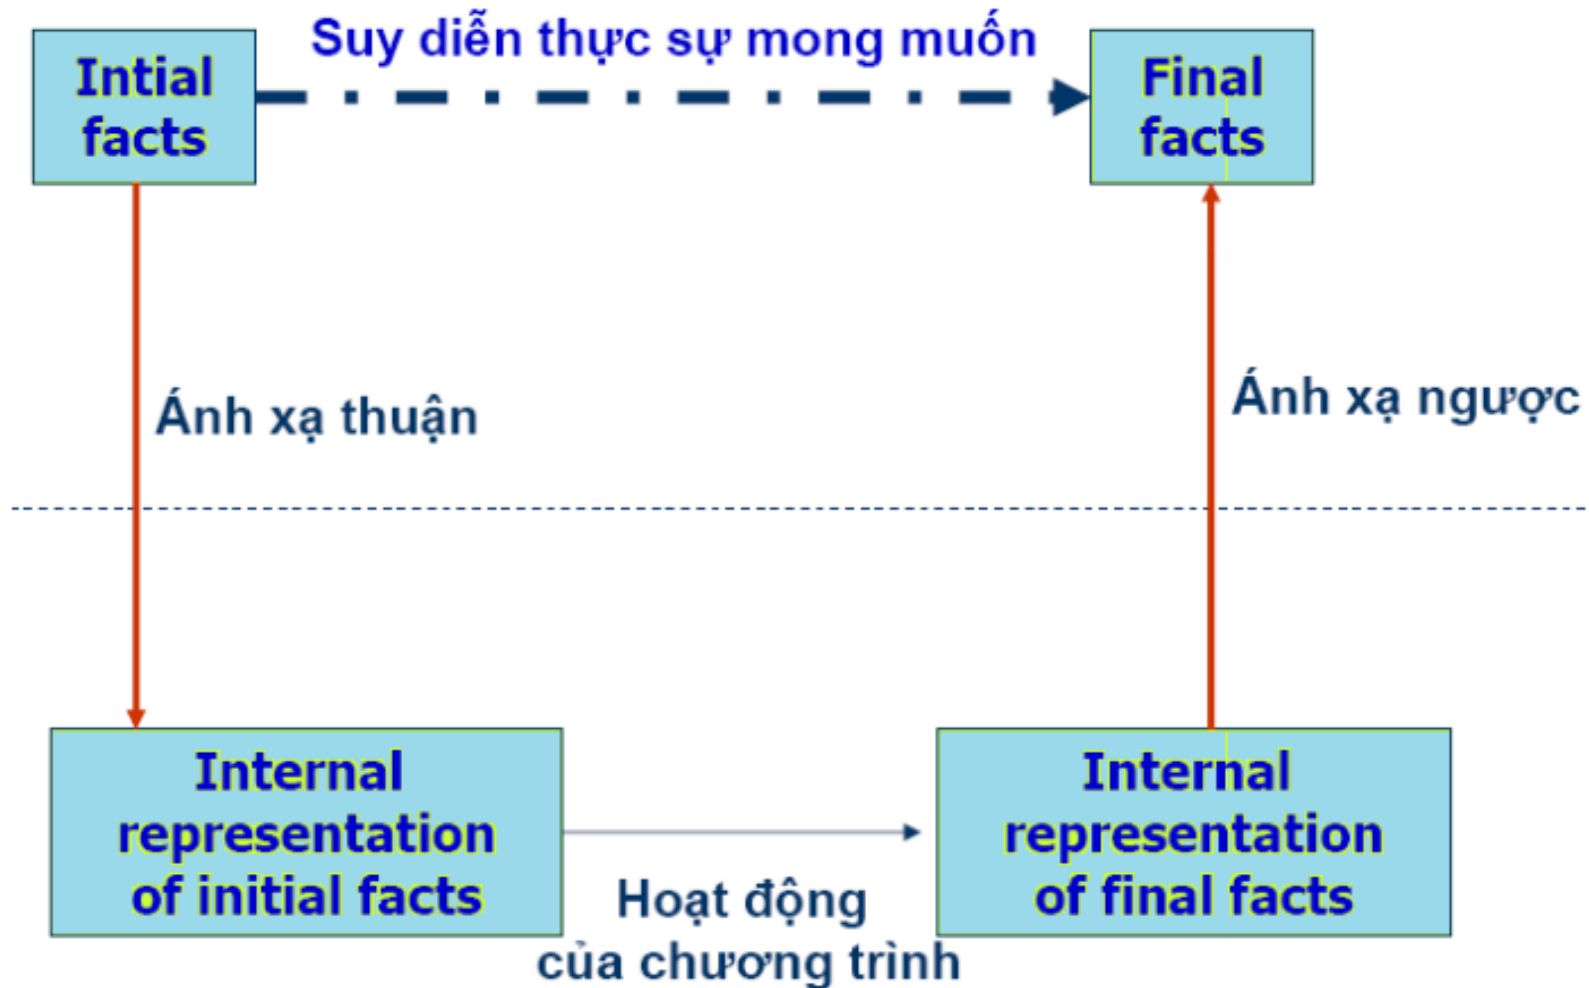 Suy diễn thực sự mong muốn
Intial
facts
Final
facts
Ánh xạ thuận
Ánh xạ ngược
Internal
representation
of initial facts
Hoạt động
của chương trình
Internal
representation
of final facts